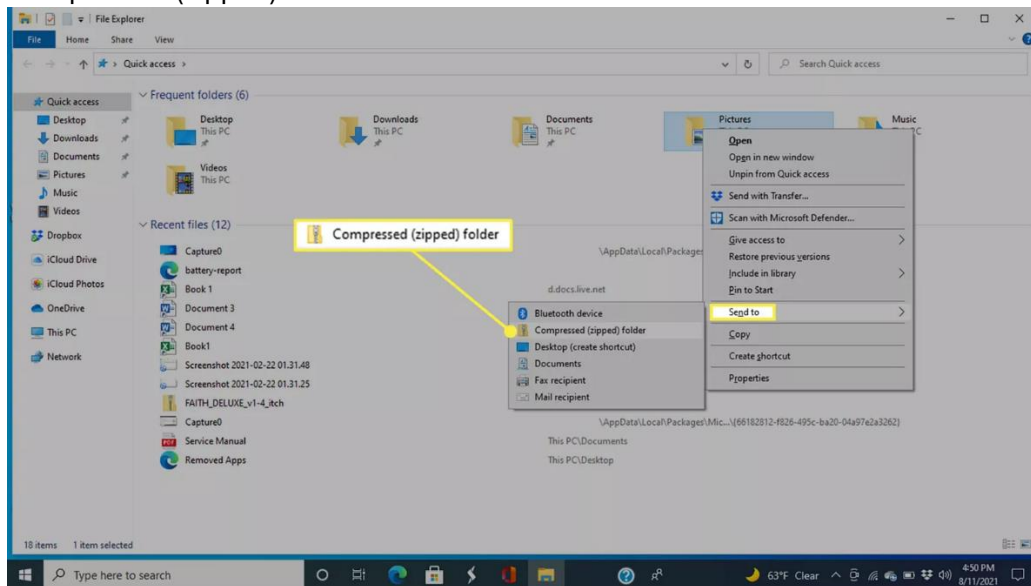 File Explorer
File Home Share View
Quick access
Search Quick access
Quick access
Desktop
Downloads
Documents
Pictures
Music
Videos
Dropbox
iCloud Drive
iCloud Photos
OneDrive
This PC
Network
Frequent folders (6)
Desktop
This PC
Downloads
This PC
Documents
This PC
Pictures
Music
Videos
This PC
Recent files (12)
Capture0
\AppData\Local\Packages
battery-report
Book 1
d.docs.live.net
Document 3
Document 4
Book1
Screenshot 2021-02-22 01.31.48
Screenshot 2021-02-22 01.31.25
FAITH_DELUXE_v1-4_itch
Capture0
\AppData\Local\Packages\Mic...\{66182812-f826-495c-ba20-04a97e2a3262}
Service Manual
This PC\Documents
Removed Apps
This PC\Desktop
Compressed (zipped) folder
Bluetooth device
Compressed (zipped) folder
Desktop (create shortcut)
Documents
Fax recipient
Mail recipient
Open
Open in new window
Unpin from Quick access
Send with Transfer...
Scan with Microsoft Defender...
Give access to
Restore previous versions
Include in library
Pin to Start
Send to
Copy
Create shortcut
Properties
18 items 1 item selected
Type here to search
63°F Clear
4:50 PM
8/11/2021